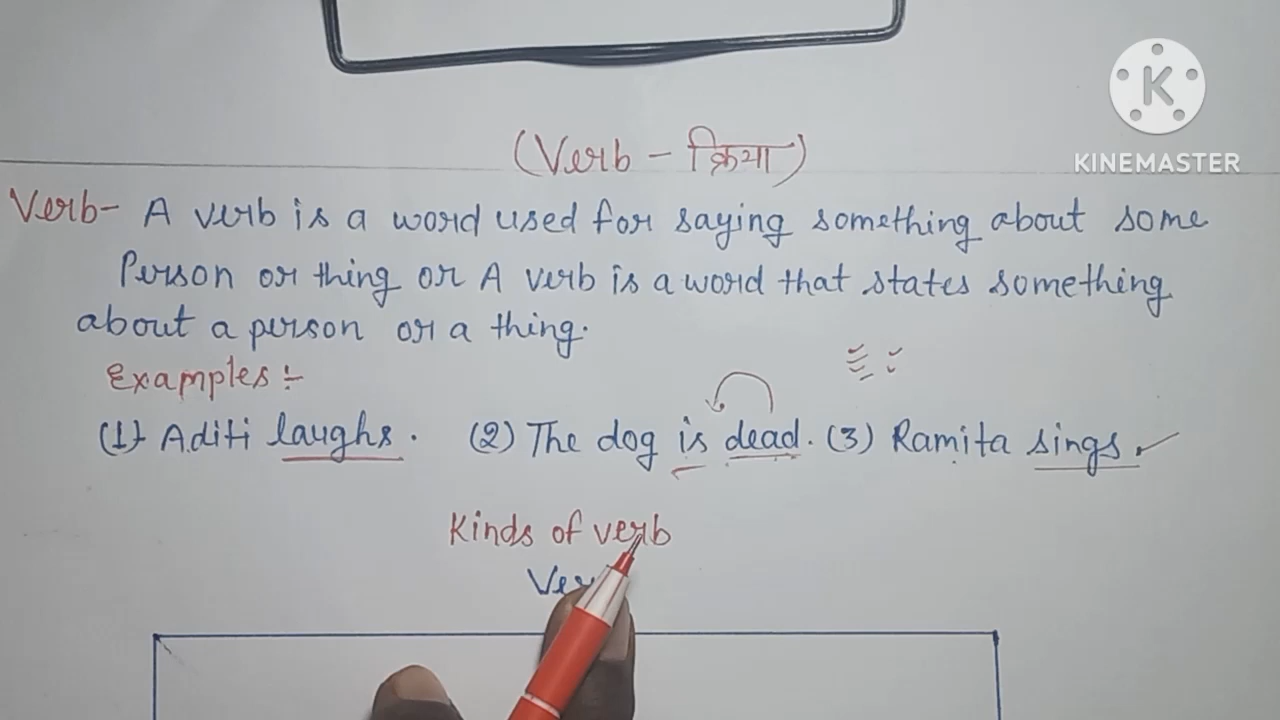 KINEMASTER
(Verb - क्रिया)
Verb- A verb is a word used for saying something about some
Person or thing or A verb is a word that states something
about a person or a thing.
Examples :-
(1) Aditi laughs. (2) The dog is dead. (3) Ramita sings.
Kinds of verb